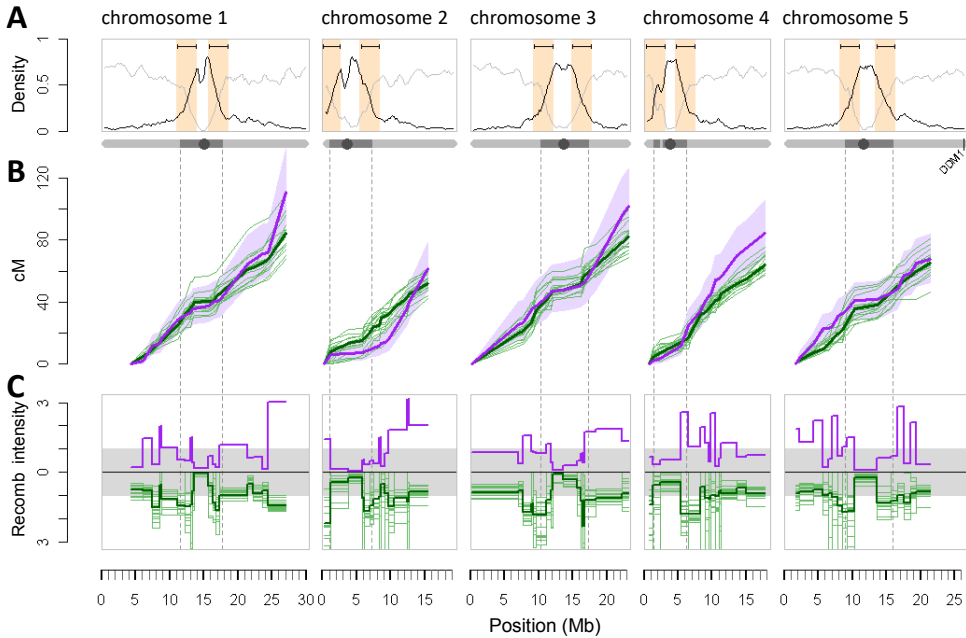 A
chromosome 1 chromosome 2 chromosome 3 chromosome 4 chromosome 5
Density
1
0.5
0
DDM1
B
cM
120
80
40
0
C
Recomb intensity
3
0
3
0 5 10 15 20 25 30 0 5 10 15 0 5 10 15 20 0 5 10 15 0 5 10 15 20 25
Position (Mb)